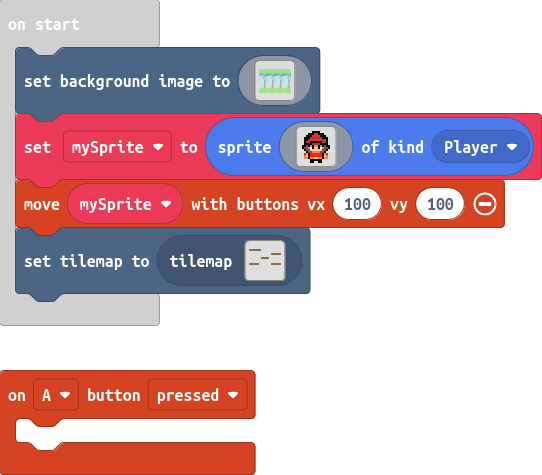 on start
set background image to
set mySprite to sprite of kind Player
move mySprite with buttons vx 100 vy 100
set tilemap to tilemap
on A button pressed